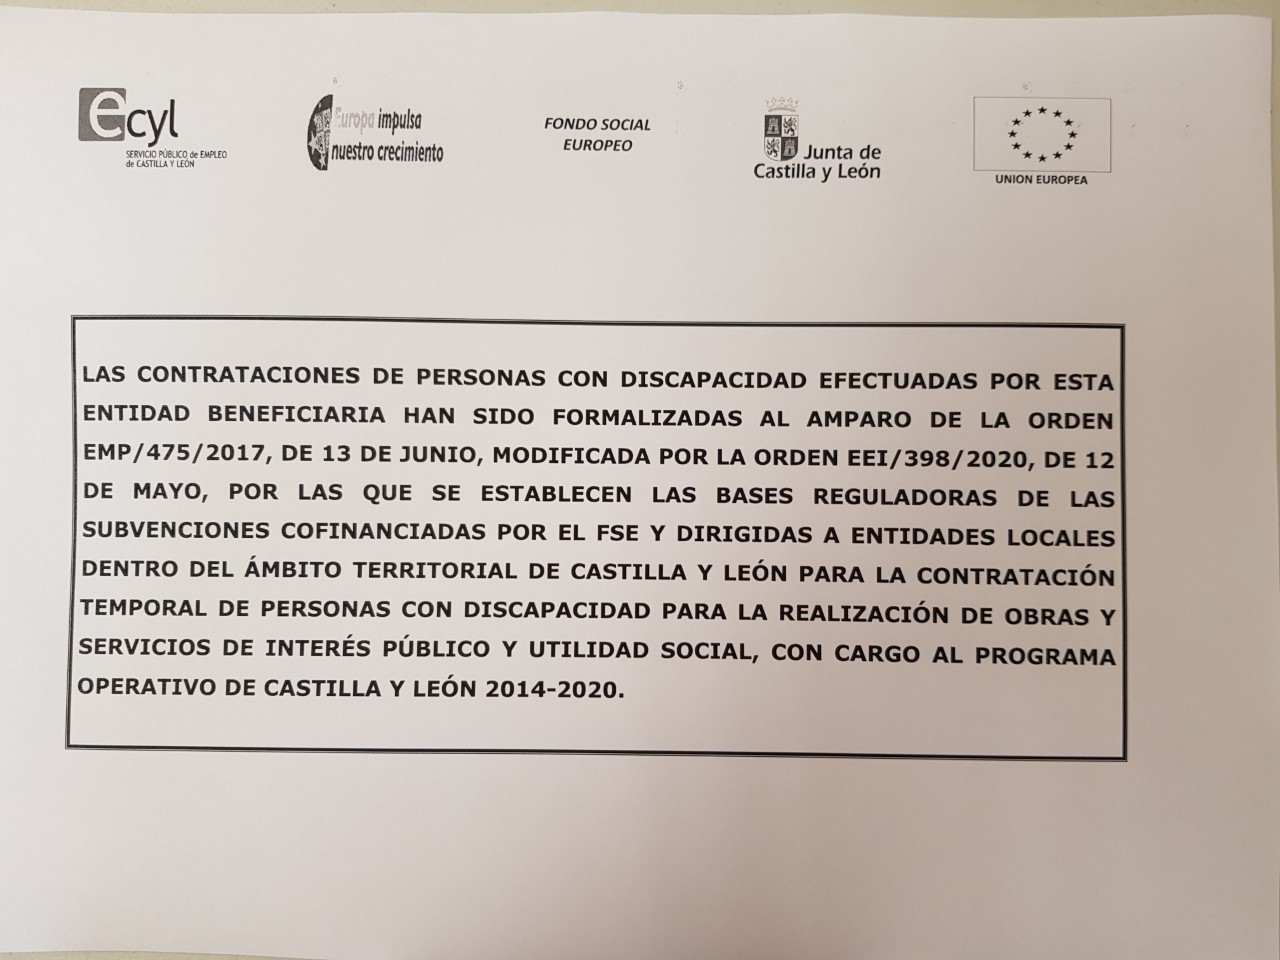 ecyl
SERVICIO PÚBLICO de EMPLEO
de CASTILLA Y LEÓN
Europa impulsa
nuestro crecimiento
FONDO SOCIAL
EUROPEO
Junta de
Castilla y León
UNION EUROPEA
LAS CONTRATACIONES DE PERSONAS CON DISCAPACIDAD EFECTUADAS POR ESTA
ENTIDAD BENEFICIARIA HAN SIDO FORMALIZADAS AL AMPARO DE LA ORDEN
EMP/475/2017, DE 13 DE JUNIO, MODIFICADA POR LA ORDEN EEI/398/2020, DE 12
DE MAYO, POR LAS QUE SE ESTABLECEN LAS BASES REGULADORAS DE LAS
SUBVENCIONES COFINANCIADAS POR EL FSE Y DIRIGIDAS A ENTIDADES LOCALES
DENTRO DEL ÁMBITO TERRITORIAL DE CASTILLA Y LEÓN PARA LA CONTRATACIÓN
TEMPORAL DE PERSONAS CON DISCAPACIDAD PARA LA REALIZACIÓN DE OBRAS Y
SERVICIOS DE INTERÉS PÚBLICO Y UTILIDAD SOCIAL, CON CARGO AL PROGRAMA
OPERATIVO DE CASTILLA Y LEÓN 2014-2020.